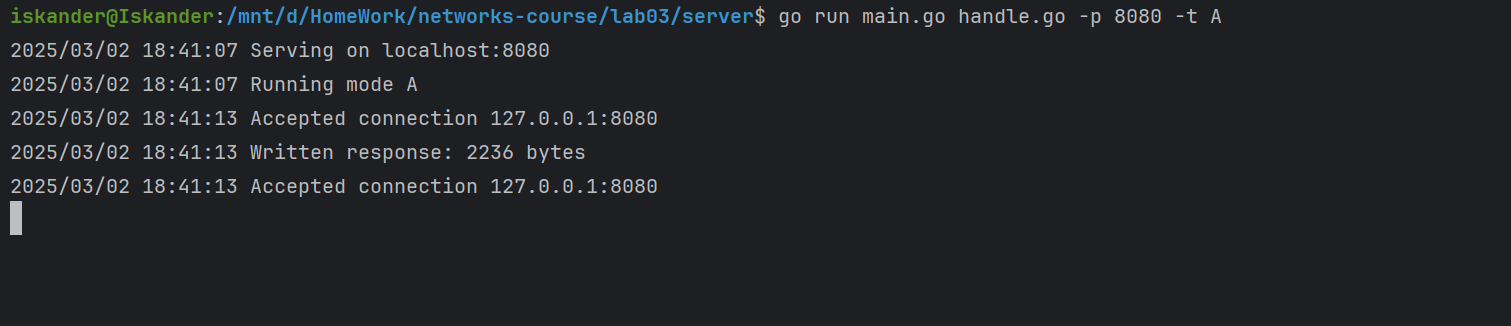 iskander@Iskander:/mnt/d/HomeWork/networks-course/lab03/server$ go run main.go handle.go -p 8080 -t A
2025/03/02 18:41:07 Serving on localhost:8080
2025/03/02 18:41:07 Running mode A
2025/03/02 18:41:13 Accepted connection 127.0.0.1:8080
2025/03/02 18:41:13 Written response: 2236 bytes
2025/03/02 18:41:13 Accepted connection 127.0.0.1:8080